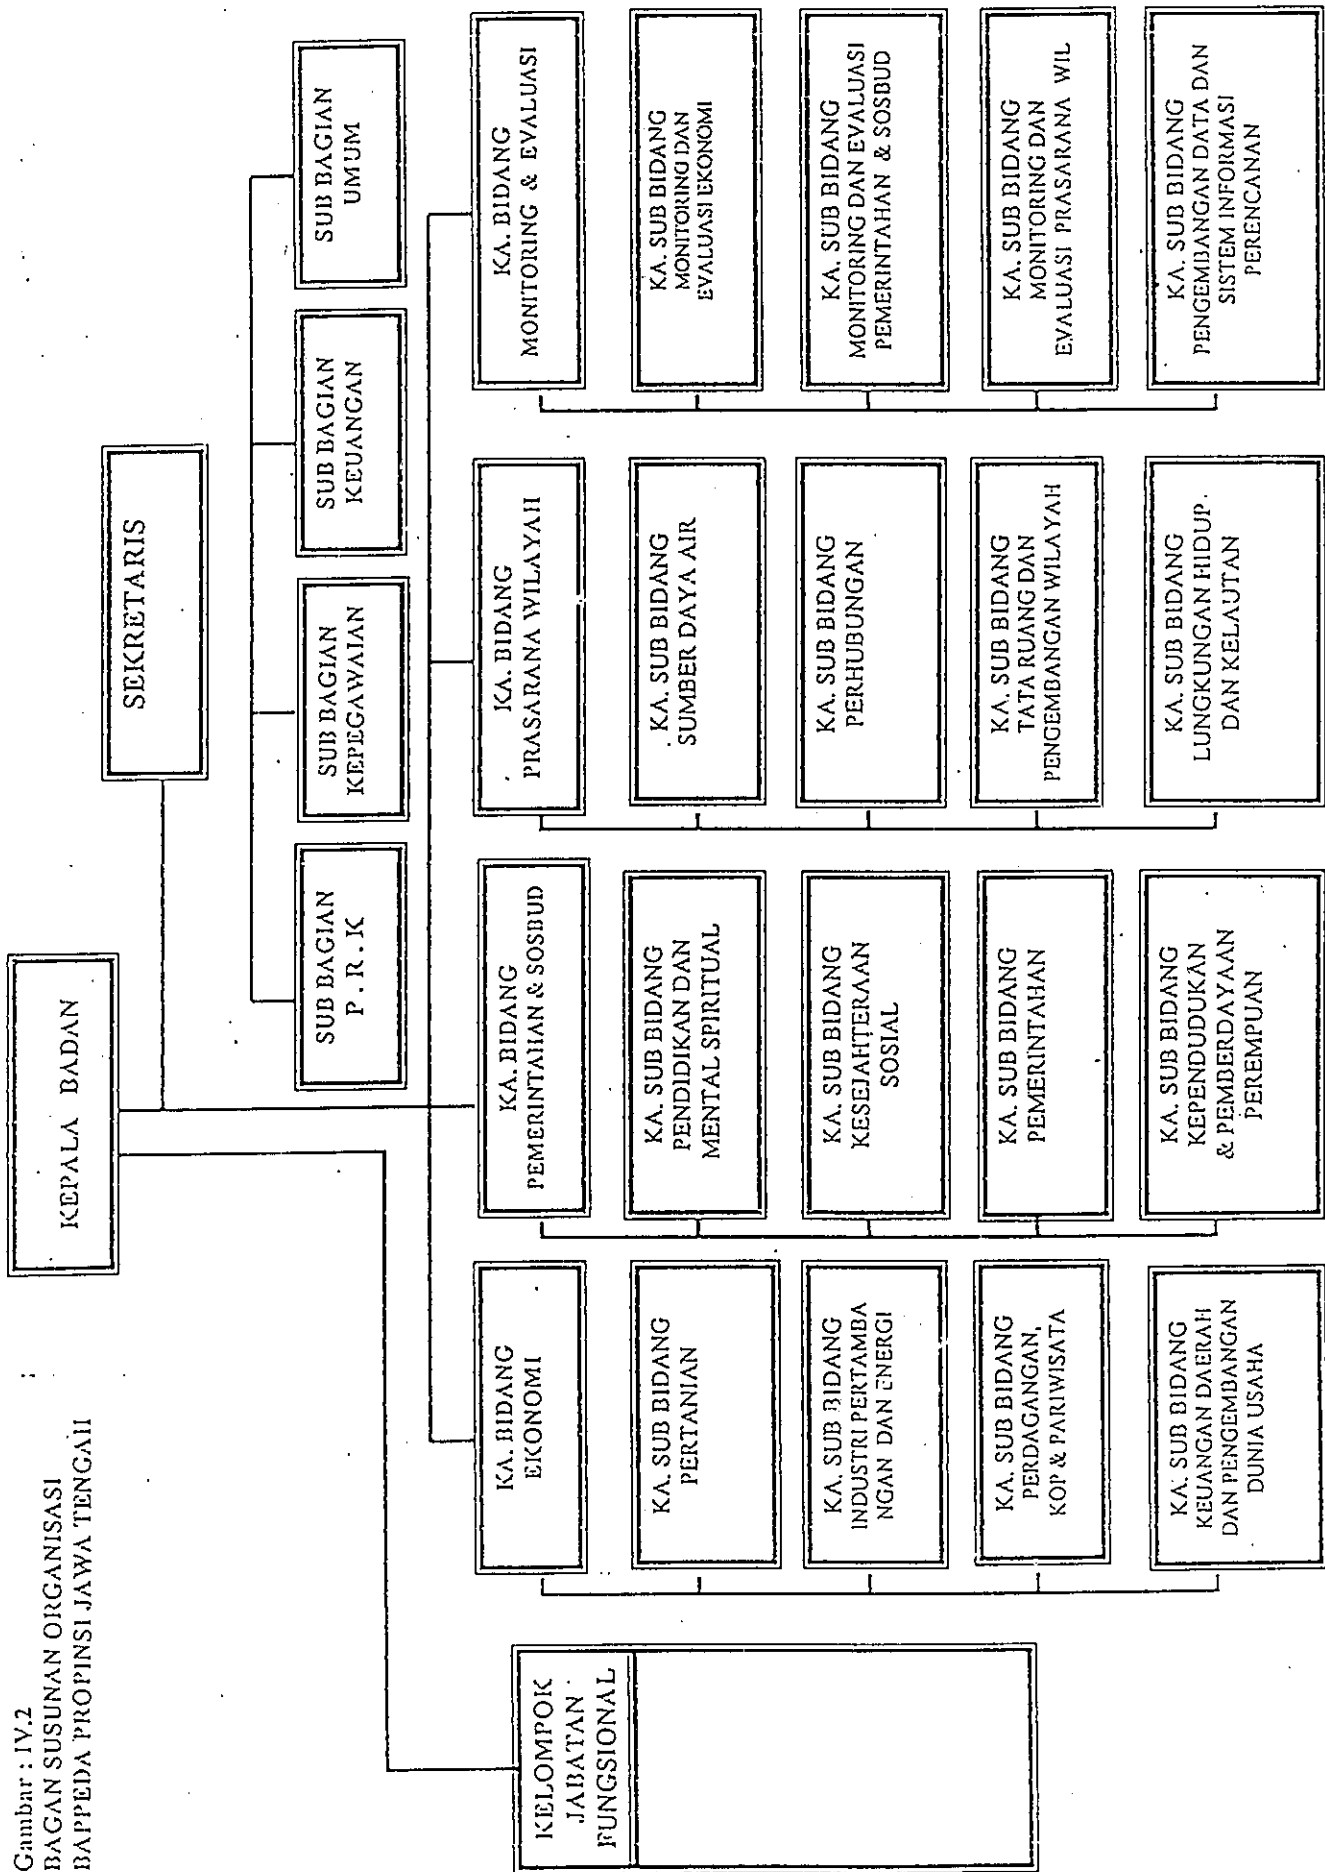 Gambar : IV.2
BAGAN SUSUNAN ORGANISASI
BAPPEDA PROPINSI JAWA TENGAH
KEPALA BADAN
SEKRETARIS
SUB BAGIAN
P . R . K
SUB BAGIAN
KEPEGAWAIAN
SUB BAGIAN
KEUANGAN
SUB BAGIAN
UMUM
KELOMPOK
JABATAN
FUNGSIONAL
KA. BIDANG
EKONOMI
KA. SUB BIDANG
PERTANIAN
KA. SUB BIDANG
INDUSTRI PERTAMBA
NGAN DAN ENERGI
KA. SUB BIDANG
PERDAGANGAN,
KOP & PARIWISATA
KA. SUB BIDANG
KEUANGAN DAERAH
DAN PENGEMBANGAN
DUNIA USAHA
KA. BIDANG
PEMERINTAHAN & SOSBUD
KA. SUB BIDANG
PENDIDIKAN DAN
MENTAL SPIRITUAL
KA. SUB BIDANG
KESEJAHTERAAN
SOSIAL
KA. SUB BIDANG
PEMERINTAHAN
KA. SUB BIDANG
KEPENDUDUKAN
& PEMBERDAYAAN
PEREMPUAN
KA. BIDANG
PRASARANA WILAYAH
KA. SUB BIDANG
SUMBER DAYA AIR
KA. SUB BIDANG
PERHUBUNGAN
KA. SUB BIDANG
TATA RUANG DAN
PENGEMBANGAN WILAYAH
KA. SUB BIDANG
LUNGKUNGAN HIDUP
DAN KELAUTAN
KA. BIDANG
MONITORING & EVALUASI
KA. SUB BIDANG
MONITORING DAN
EVALUASI EKONOMI
KA. SUB BIDANG
MONITORING DAN EVALUASI
PEMERINTAHAN & SOSBUD
KA. SUB BIDANG
MONITORING DAN
EVALUASI PRASARANA WIL
KA. SUB BIDANG
PENGEMBANGAN DATA DAN
SISTEM INFORMASI
PERENCANAN